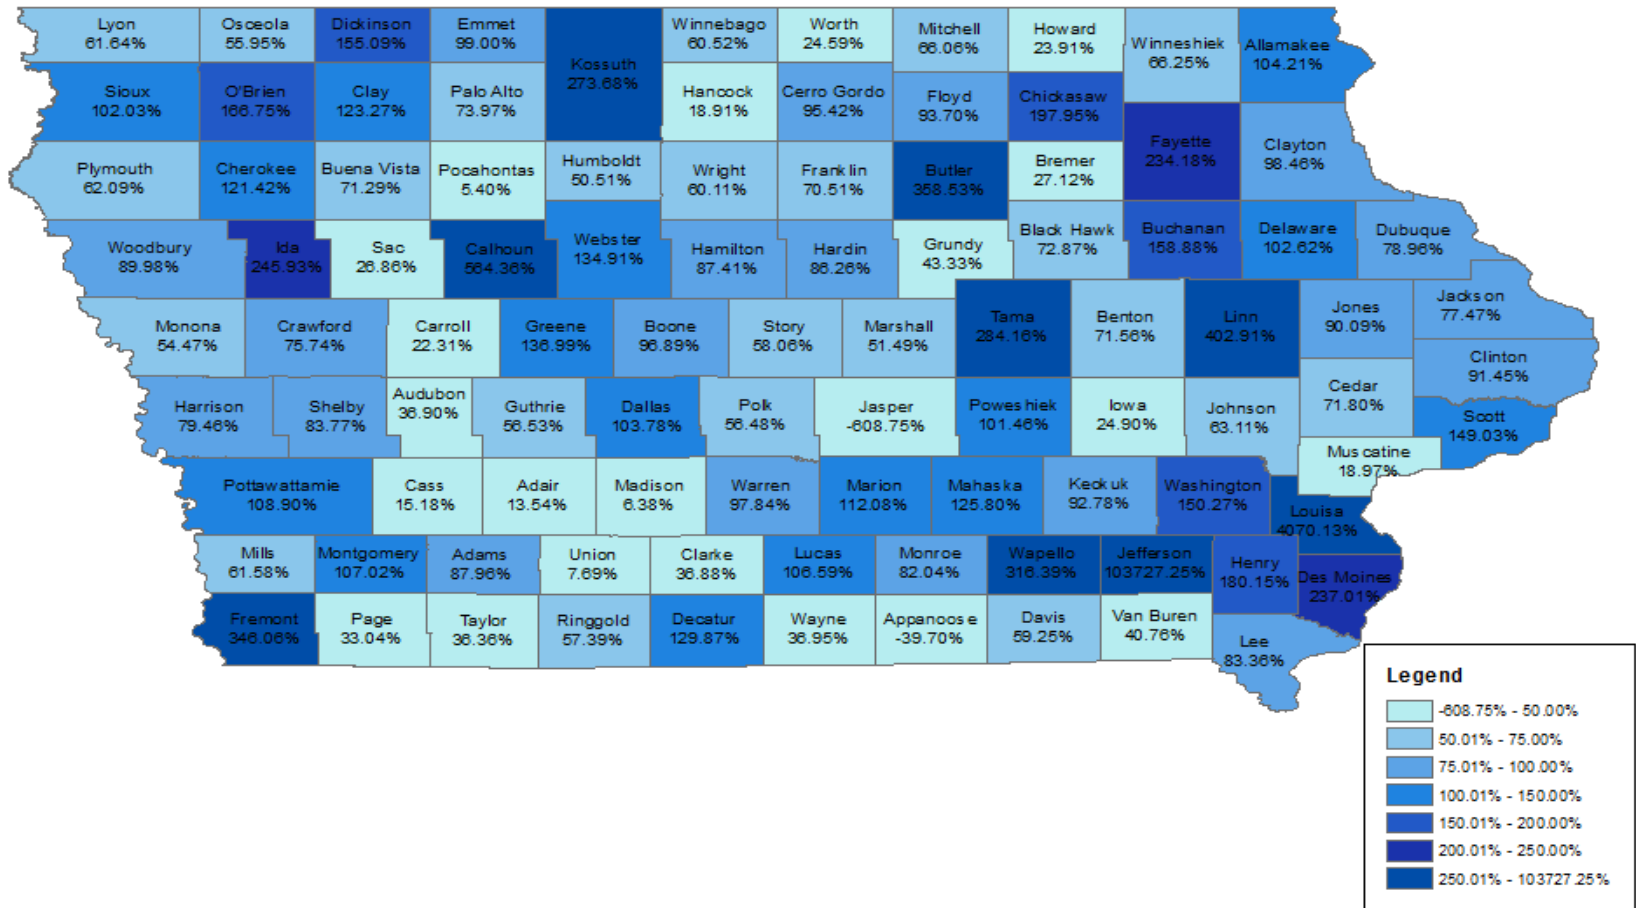 Lyon
61.64%
Osceola
55.95%
Dickinson
155.09%
Emmet
99.00%
Kossuth
273.68%
Winnebago
60.52%
Worth
24.59%
Mitchell
66.06%
Howard
23.91%
Winneshiek
66.25%
Allamakee
104.21%
Sioux
102.03%
O'Brien
166.75%
Clay
123.27%
Palo Alto
73.97%
Hancock
18.91%
Cerro Gordo
95.42%
Floyd
93.70%
Chickasaw
197.95%
Fayette
234.18%
Clayton
98.46%
Plymouth
62.09%
Cherokee
121.42%
Buena Vista
71.29%
Pocahontas
5.40%
Humboldt
50.51%
Wright
60.11%
Franklin
70.51%
Butler
358.53%
Bremer
27.12%
Woodbury
89.98%
Ida
245.93%
Sac
26.86%
Calhoun
564.36%
Webster
134.91%
Hamilton
87.41%
Hardin
86.26%
Grundy
43.33%
Black Hawk
72.87%
Buchanan
158.88%
Delaware
102.62%
Dubuque
78.96%
Monona
54.47%
Crawford
75.74%
Carroll
22.31%
Greene
136.99%
Boone
96.89%
Story
58.06%
Marshall
51.49%
Tama
284.16%
Benton
71.56%
Linn
402.91%
Jones
90.09%
Jackson
77.47%
Clinton
91.45%
Harrison
79.46%
Shelby
83.77%
Audubon
36.90%
Guthrie
56.53%
Dallas
103.78%
Polk
56.48%
Jasper
-608.75%
Poweshiek
101.46%
Iowa
24.90%
Johnson
63.11%
Cedar
71.80%
Scott
149.03%
Muscatine
18.97%
Pottawattamie
108.90%
Cass
15.18%
Adair
13.54%
Madison
6.38%
Warren
97.84%
Marion
112.08%
Mahaska
125.80%
Keokuk
92.78%
Washington
150.27%
Louisa
4070.13%
Mills
61.58%
Montgomery
107.02%
Adams
87.96%
Union
7.69%
Clarke
36.88%
Lucas
106.59%
Monroe
82.04%
Wapello
316.39%
Jefferson
103727.25%
Henry
180.15%
Des Moines
237.01%
Fremont
346.06%
Page
33.04%
Taylor
36.36%
Ringgold
57.39%
Decatur
129.87%
Wayne
36.95%
Appanoose
-39.70%
Davis
59.25%
Van Buren
40.76%
Lee
83.36%
Legend
-608.75% - 50.00%
50.01% - 75.00%
75.01% - 100.00%
100.01% - 150.00%
150.01% - 200.00%
200.01% - 250.00%
250.01% - 103727.25%